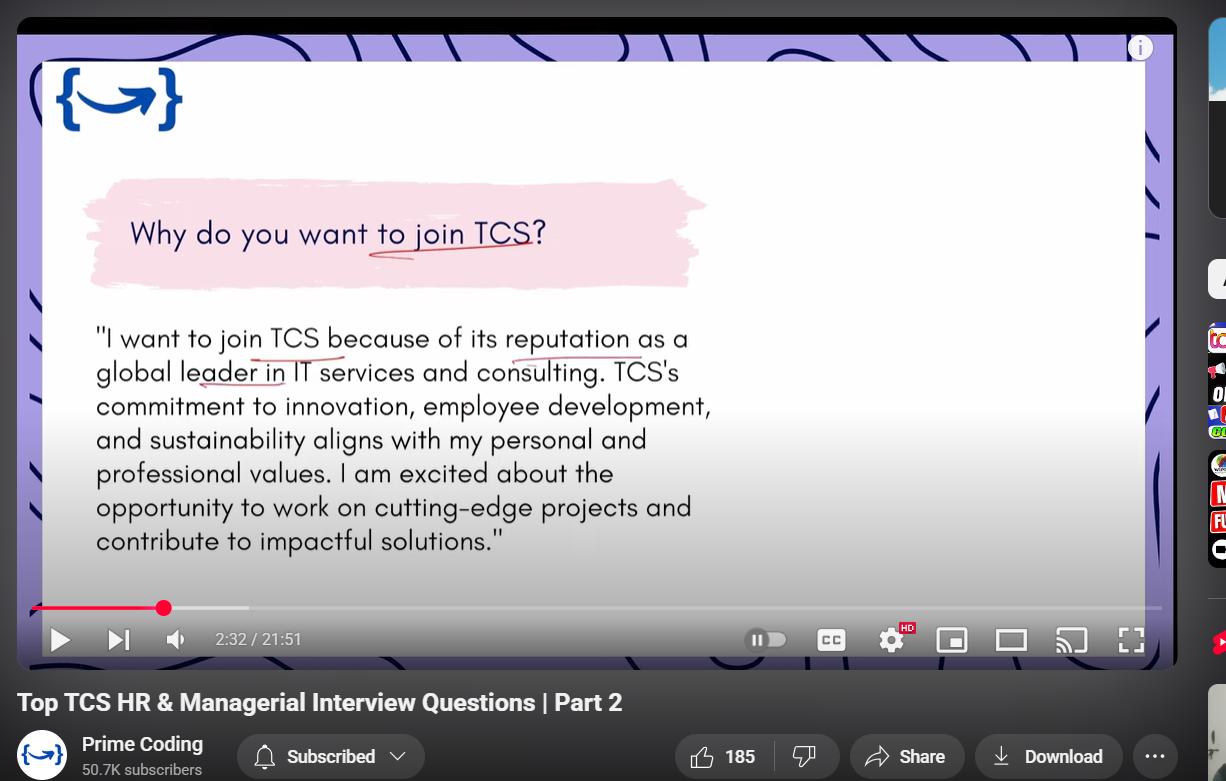 Why do you want to join TCS?
"I want to join TCS because of its reputation as a
global leader in IT services and consulting. TCS's
commitment to innovation, employee development,
and sustainability aligns with my personal and
professional values. I am excited about the
opportunity to work on cutting-edge projects and
contribute to impactful solutions."
2:32 / 21:51
CC
HD
Top TCS HR & Managerial Interview Questions | Part 2
Prime Coding
50.7K subscribers
Subscribed
185
Share
Download